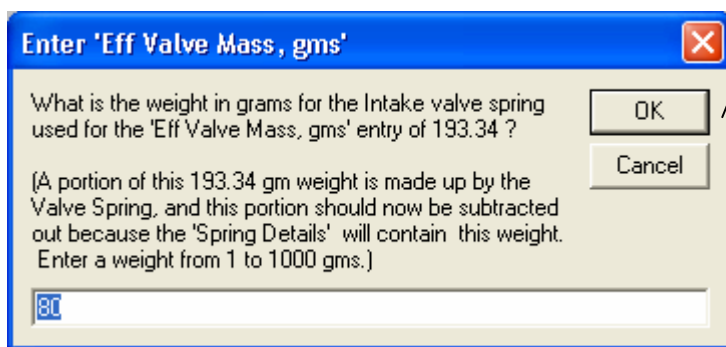 Enter 'Eff Valve Mass, gms'
What is the weight in grams for the Intake valve spring
used for the 'Eff Valve Mass, gms' entry of 193.34 ?
OK
Cancel
(A portion of this 193.34 gm weight is made up by the
Valve Spring, and this portion should now be subtracted
out because the 'Spring Details' will contain this weight.
Enter a weight from 1 to 1000 gms.)
80